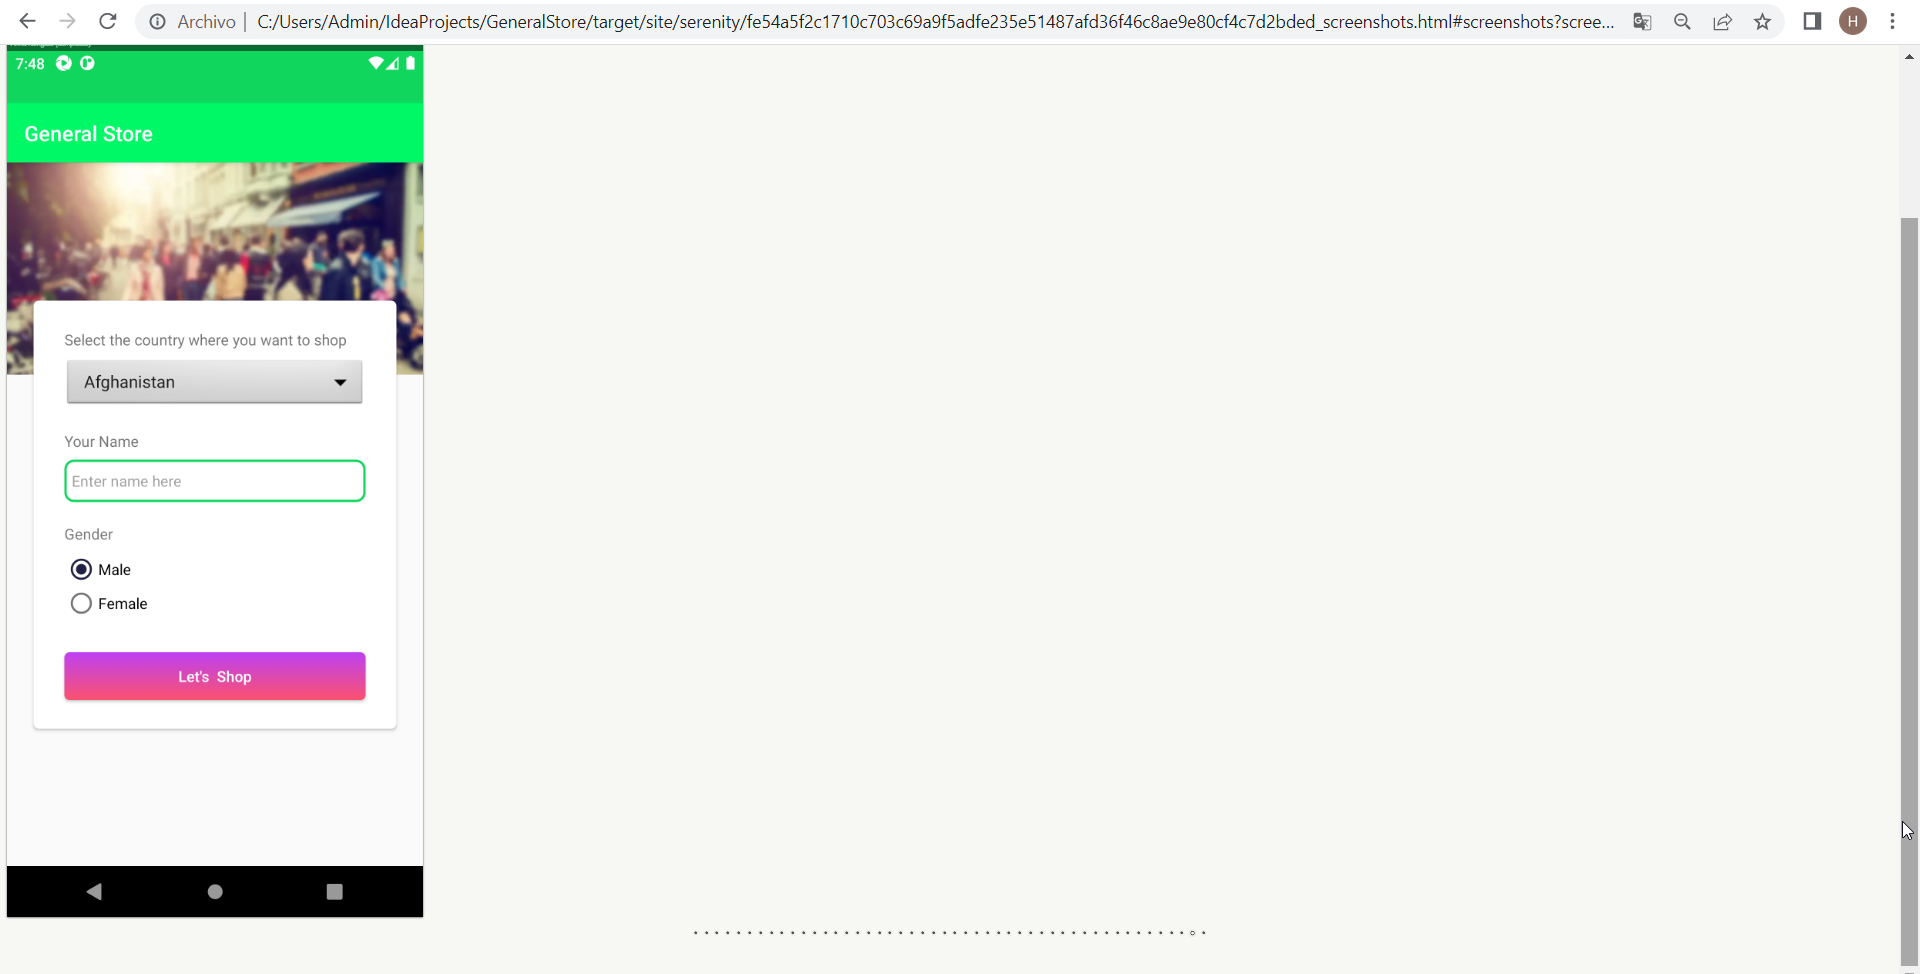 Archivo | C:/Users/Admin/IdeaProjects/GeneralStore/target/site/serenity/fe54a5f2c1710c703c69a9f5adfe235e51487afd36f46c8ae9e80cf4c7d2bded_screenshots.html#screenshots?scree...
H
7:48
General Store
Select the country where you want to shop
Afghanistan
Your Name
Enter name here
Gender
Male
Female
Let's Shop